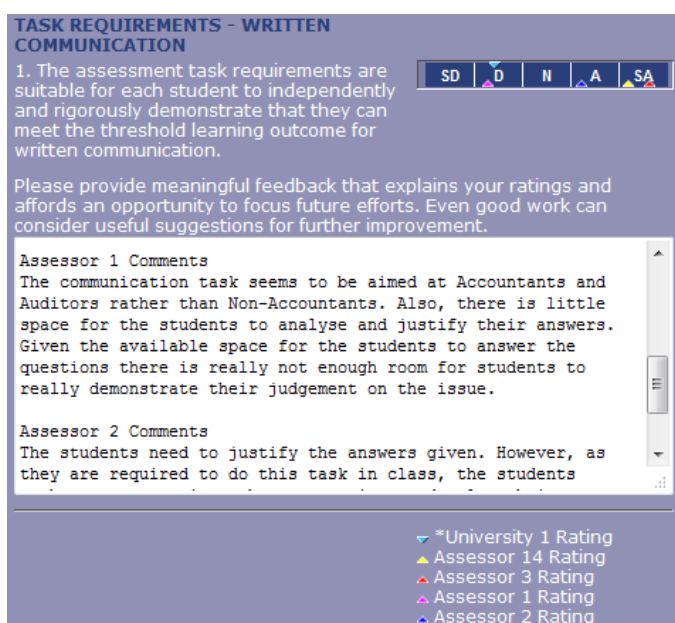 TASK REQUIREMENTS - WRITTEN
COMMUNICATION
1. The assessment task requirements are
suitable for each student to independently
and rigorously demonstrate that they can
meet the threshold learning outcome for
written communication.
SD D N A SA
Please provide meaningful feedback that explains your ratings and
affords an opportunity to focus future efforts. Even good work can
consider useful suggestions for further improvement.
Assessor 1 Comments
The communication task seems to be aimed at Accountants and
Auditors rather than Non-Accountants. Also, there is little
space for the students to analyse and justify their answers.
Given the available space for the students to answer the
questions there is really not enough room for students to
really demonstrate their judgement on the issue.
Assessor 2 Comments
The students need to justify the answers given. However, as
they are required to do this task in class, the students
*University 1 Rating
Assessor 14 Rating
Assessor 3 Rating
Assessor 1 Rating
Assessor 2 Rating